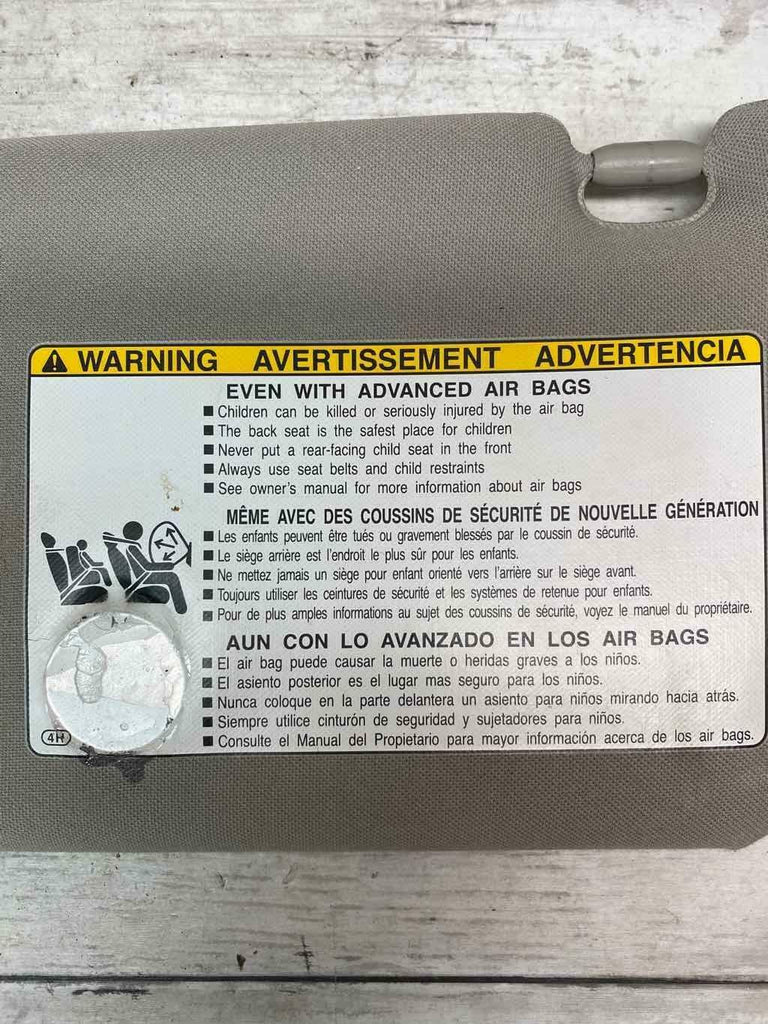 WARNING AVERTISSEMENT ADVERTENCIA
EVEN WITH ADVANCED AIR BAGS
■ Children can be killed or seriously injured by the air bag
■ The back seat is the safest place for children
■ Never put a rear-facing child seat in the front
■ Always use seat belts and child restraints
■ See owner's manual for more information about air bags
MÊME AVEC DES COUSSINS DE SÉCURITÉ DE NOUVELLE GÉNÉRATION
■ Les enfants peuvent être tués ou gravement blessés par le coussin de sécurité.
■ Le siège arrière est l'endroit le plus sûr pour les enfants.
■ Ne mettez jamais un siège pour enfant orienté vers l'arrière sur le siège avant.
■ Toujours utiliser les ceintures de sécurité et les systèmes de retenue pour enfants.
■ Pour de plus amples informations au sujet des coussins de sécurité, voyez le manuel du propriétaire.
AUN CON LO AVANZADO EN LOS AIR BAGS
■ El air bag puede causar la muerte o heridas graves a los niños.
■ El asiento posterior es el lugar mas seguro para los niños.
■ Nunca coloque en la parte delantera un asiento para niños mirando hacia atrás.
■ Siempre utilice cinturón de seguridad y sujetadores para niños.
■ Consulte el Manual del Propietario para mayor información acerca de los air bags.
4H